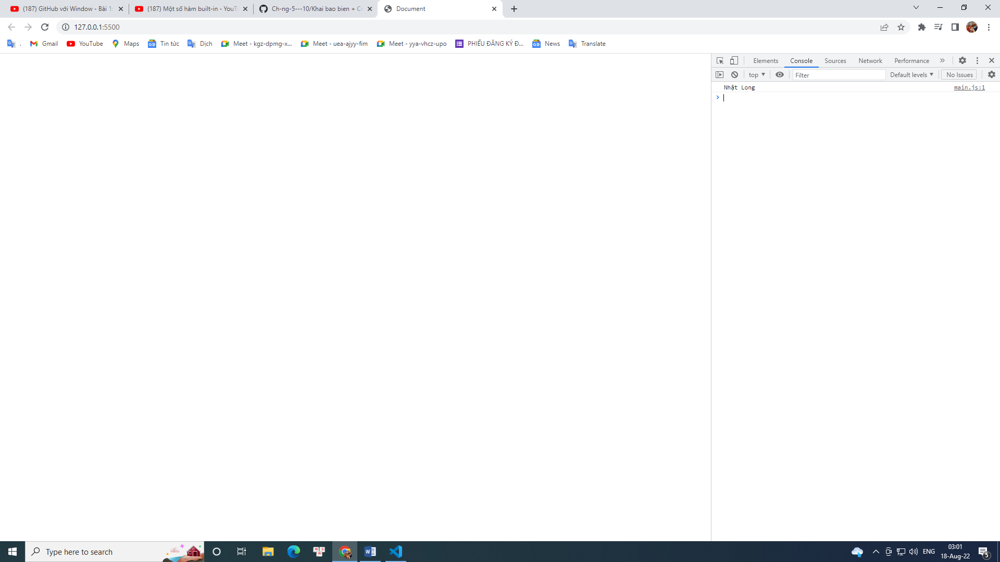 (187) GitHub với Window - Bài 1
(187) Một số hàm built-in - YouT
Ch-ng-5---10/Khai bao bien + Co
Document
127.0.0.1:5500
.
Gmail
YouTube
Maps
Tin tức
Dịch
Meet - kgz-dpmg-x...
Meet - uea-ajyy-fim
Meet - yya-vhcz-upo
PHIẾU ĐĂNG KÝ Đ...
News
Translate
Elements
Console
Sources
Network
Performance
top
Filter
Default levels
No Issues
Nhật Long
main.js:1
Type here to search
ENG
03:01
18-Aug-22
5